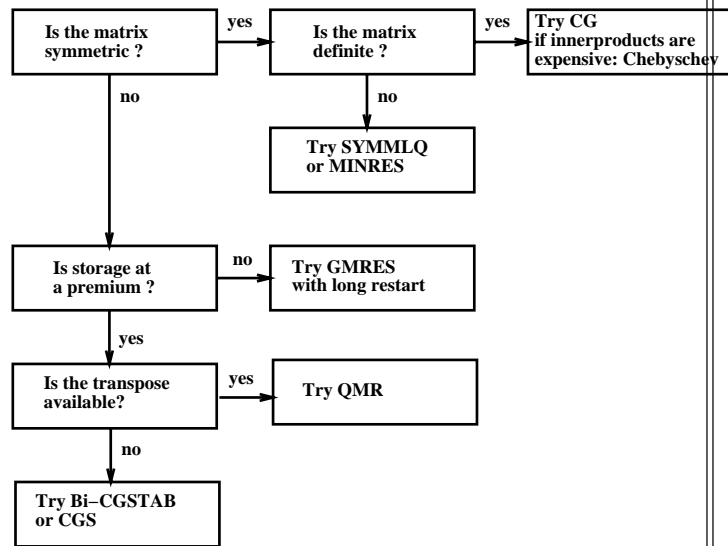 Is the matrix
symmetric ?
yes
Is the matrix
definite ?
yes
Try CG
if innerproducts are
expensive: Chebyschev
no
no
Try SYMMLQ
or MINRES
Is storage at
a premium ?
no
Try GMRES
with long restart
yes
Is the transpose
available?
yes
Try QMR
no
Try Bi−CGSTAB
or CGS